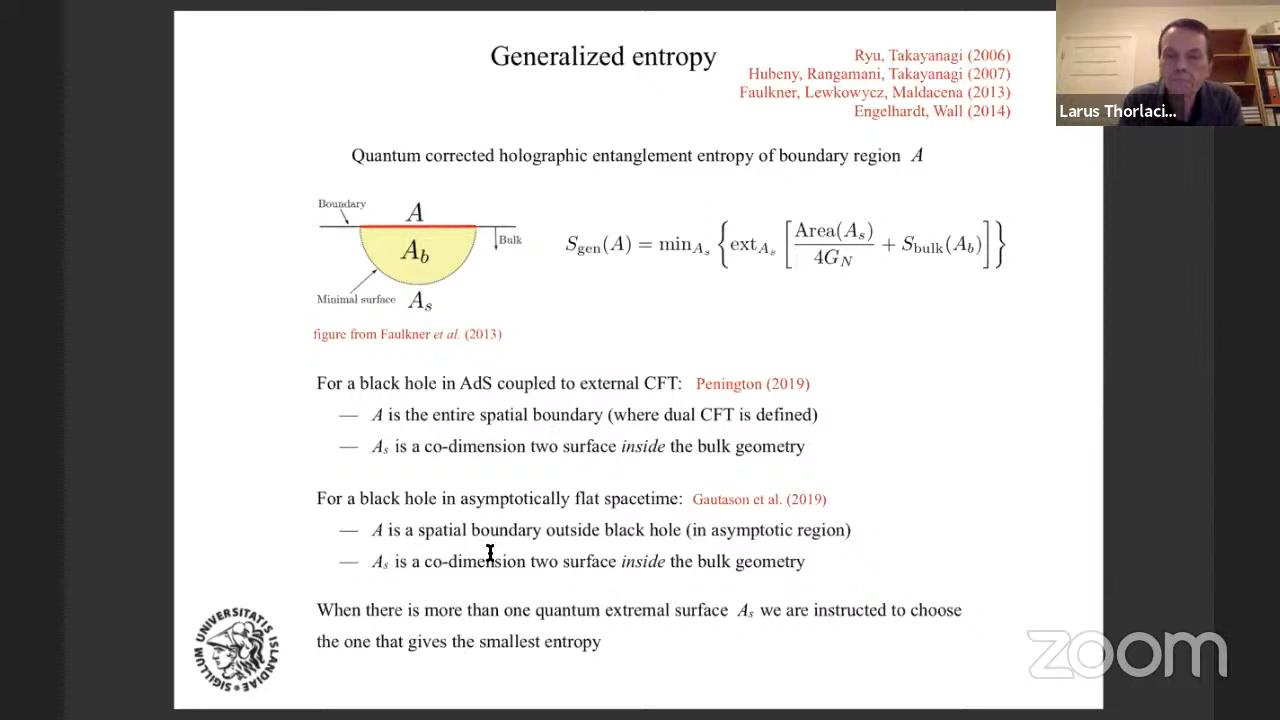 Generalized entropy
Ryu, Takayanagi (2006)
Hubeny, Rangamani, Takayanagi (2007)
Faulkner, Lewkowycz, Maldacena (2013)
Engelhardt, Wall (2014)
Larus Thorlaci...
Quantum corrected holographic entanglement entropy of boundary region A
Boundary
A
Bulk
A_b
Minimal surface A_s
S_gen(A) = min_{A_s} { ext_{A_s} [ Area(A_s) / 4G_N + S_bulk(A_b) ] }
figure from Faulkner et al. (2013)
For a black hole in AdS coupled to external CFT: Penington (2019)
— A is the entire spatial boundary (where dual CFT is defined)
— A_s is a co-dimension two surface inside the bulk geometry
For a black hole in asymptotically flat spacetime: Gautason et al. (2019)
— A is a spatial boundary outside black hole (in asymptotic region)
— A_s is a co-dimension two surface inside the bulk geometry
When there is more than one quantum extremal surface A_s we are instructed to choose
the one that gives the smallest entropy
SIGILLUM UNIVERSITATIS ISLANDIAE
zoom